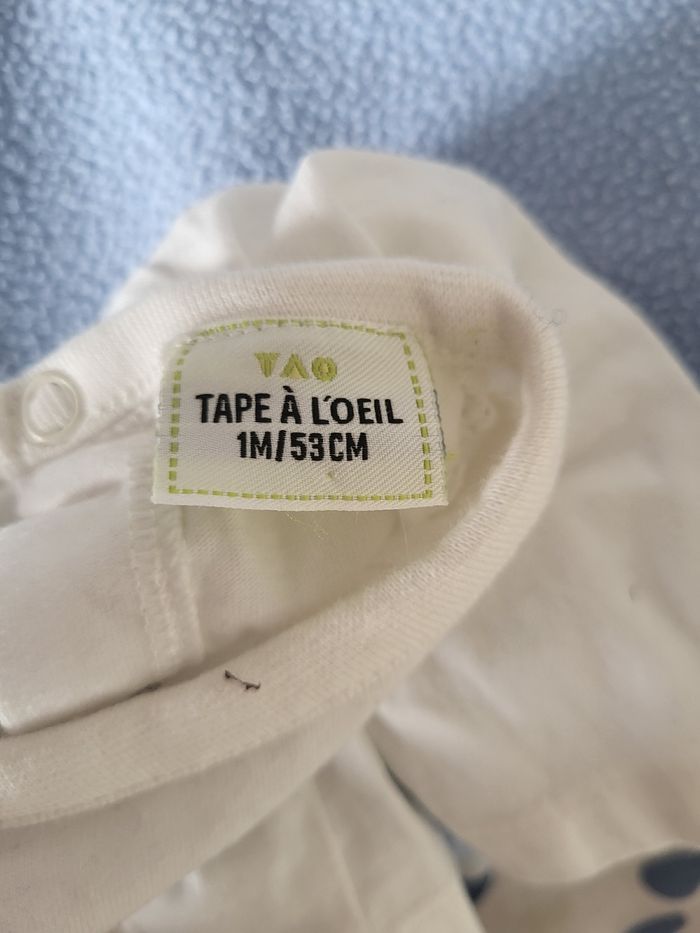 TAO
TAPE À L'OEIL
1M/53CM